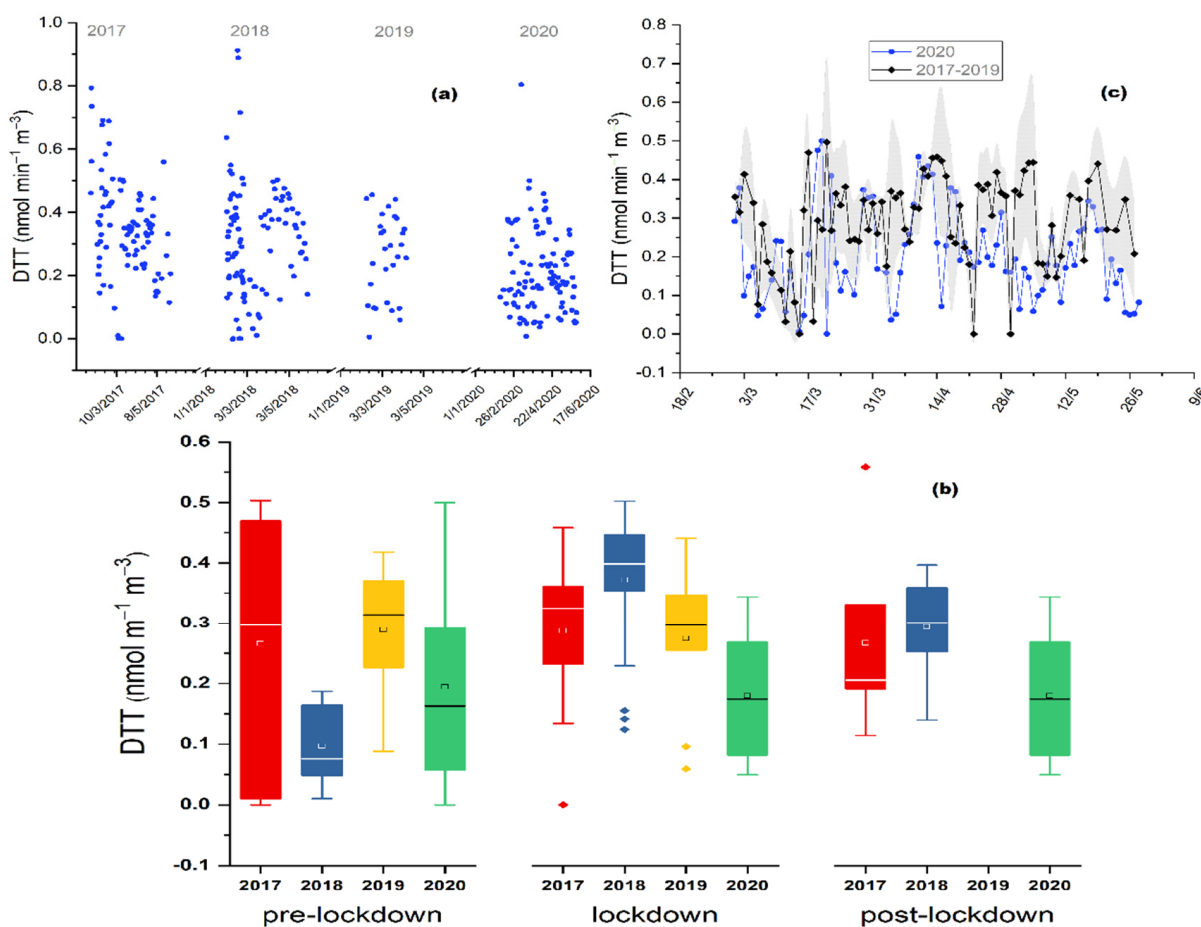 2017 2018 2019 2020
(a)
DTT (nmol min⁻¹ m⁻³)
1.0
0.8
0.6
0.4
0.2
0.0
10/3/2017 8/5/2017 1/1/2018 3/3/2018 3/5/2018 1/1/2019 3/3/2019 3/5/2019 1/1/2020 26/2/2020 22/4/2020 17/6/2020
2020
2017-2019
(c)
DTT (nmol min⁻¹ m⁻³)
0.8
0.7
0.6
0.5
0.4
0.3
0.2
0.1
0.0
-0.1
18/2 3/3 17/3 31/3 14/4 28/4 12/5 26/5 9/6
(b)
DTT (nmol m⁻¹ m⁻³)
0.6
0.5
0.4
0.3
0.2
0.1
0.0
-0.1
2017 2018 2019 2020 2017 2018 2019 2020 2017 2018 2019 2020
pre-lockdown lockdown post-lockdown